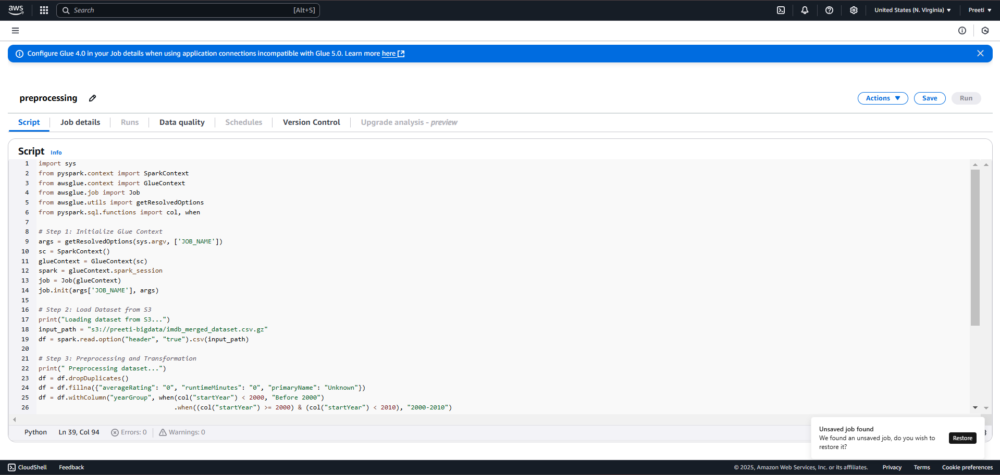 aws
Search
[Alt+S]
United States (N. Virginia)
Preeti
Configure Glue 4.0 in your Job details when using application connections incompatible with Glue 5.0. Learn more here
preprocessing
Actions
Save
Run
Script
Job details
Runs
Data quality
Schedules
Version Control
Upgrade analysis - preview
Script Info
1 import sys
2 from pyspark.context import SparkContext
3 from awsglue.context import GlueContext
4 from awsglue.job import Job
5 from awsglue.utils import getResolvedOptions
6 from pyspark.sql.functions import col, when
7
8 # Step 1: Initialize Glue Context
9 args = getResolvedOptions(sys.argv, ['JOB_NAME'])
10 sc = SparkContext()
11 glueContext = GlueContext(sc)
12 spark = glueContext.spark_session
13 job = Job(glueContext)
14 job.init(args['JOB_NAME'], args)
15
16 # Step 2: Load Dataset from S3
17 print("Loading dataset from S3...")
18 input_path = "s3://preeti-bigdata/imdb_merged_dataset.csv.gz"
19 df = spark.read.option("header", "true").csv(input_path)
20
21 # Step 3: Preprocessing and Transformation
22 print(" Preprocessing dataset...")
23 df = df.dropDuplicates()
24 df = df.fillna({"averageRating": "0", "runtimeMinutes": "0", "primaryName": "Unknown"})
25 df = df.withColumn("yearGroup", when(col("startYear") < 2000, "Before 2000")
26 .when((col("startYear") >= 2000) & (col("startYear") < 2010), "2000-2010")
Python
Ln 39, Col 94
Errors: 0
Warnings: 0
Unsaved job found
We found an unsaved job, do you wish to
restore it?
Restore
CloudShell
Feedback
© 2025, Amazon Web Services, Inc. or its affiliates.
Privacy
Terms
Cookie preferences